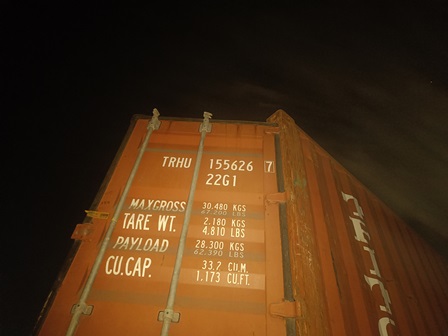 TRHU 155626 7
22G1
MAXGROSS 30.480 KGS
67.200 LBS
TARE WT. 2.180 KGS
4.810 LBS
PAYLOAD 28.300 KGS
62.390 LBS
CU.CAP. 33.2 CU.M.
1.173 CU.FT.